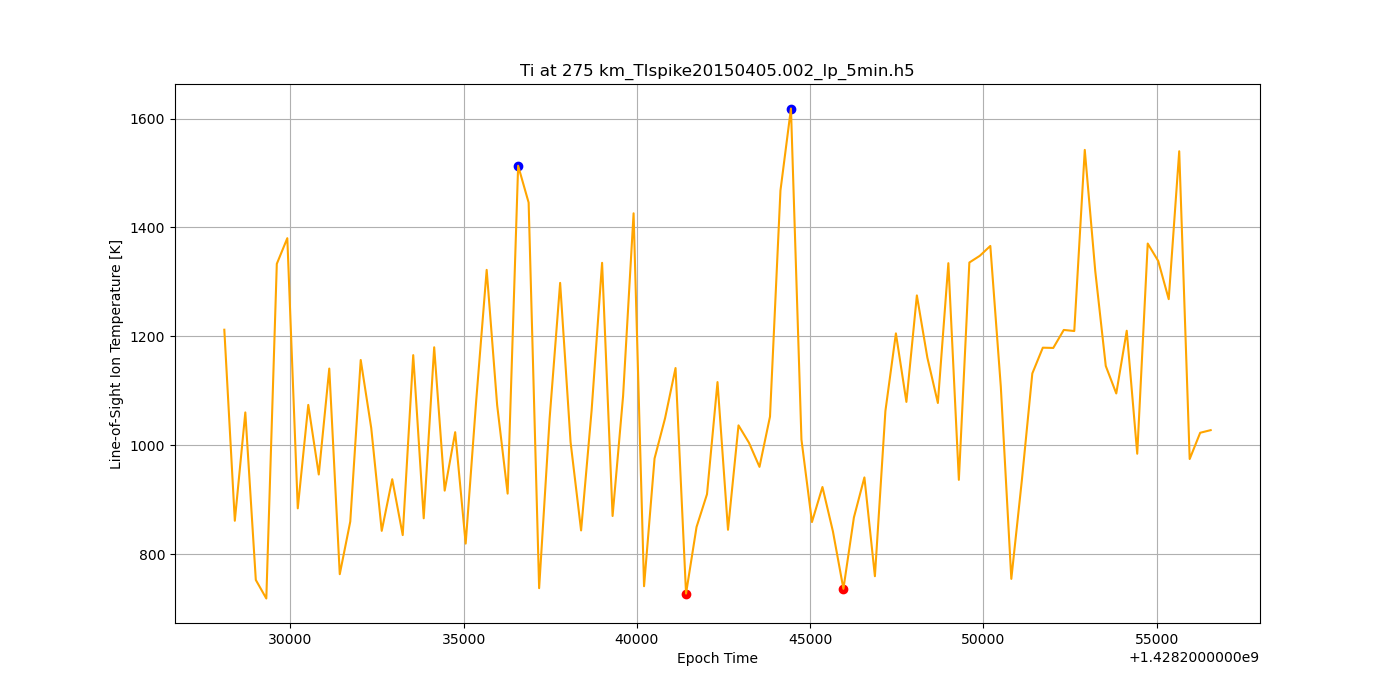 Ti at 275 km_TIspike20150405.002_lp_5min.h5
Line-of-Sight Ion Temperature [K]
1600
1400
1200
1000
800
30000 35000 40000 45000 50000 55000
Epoch Time
+1.4282000000e9